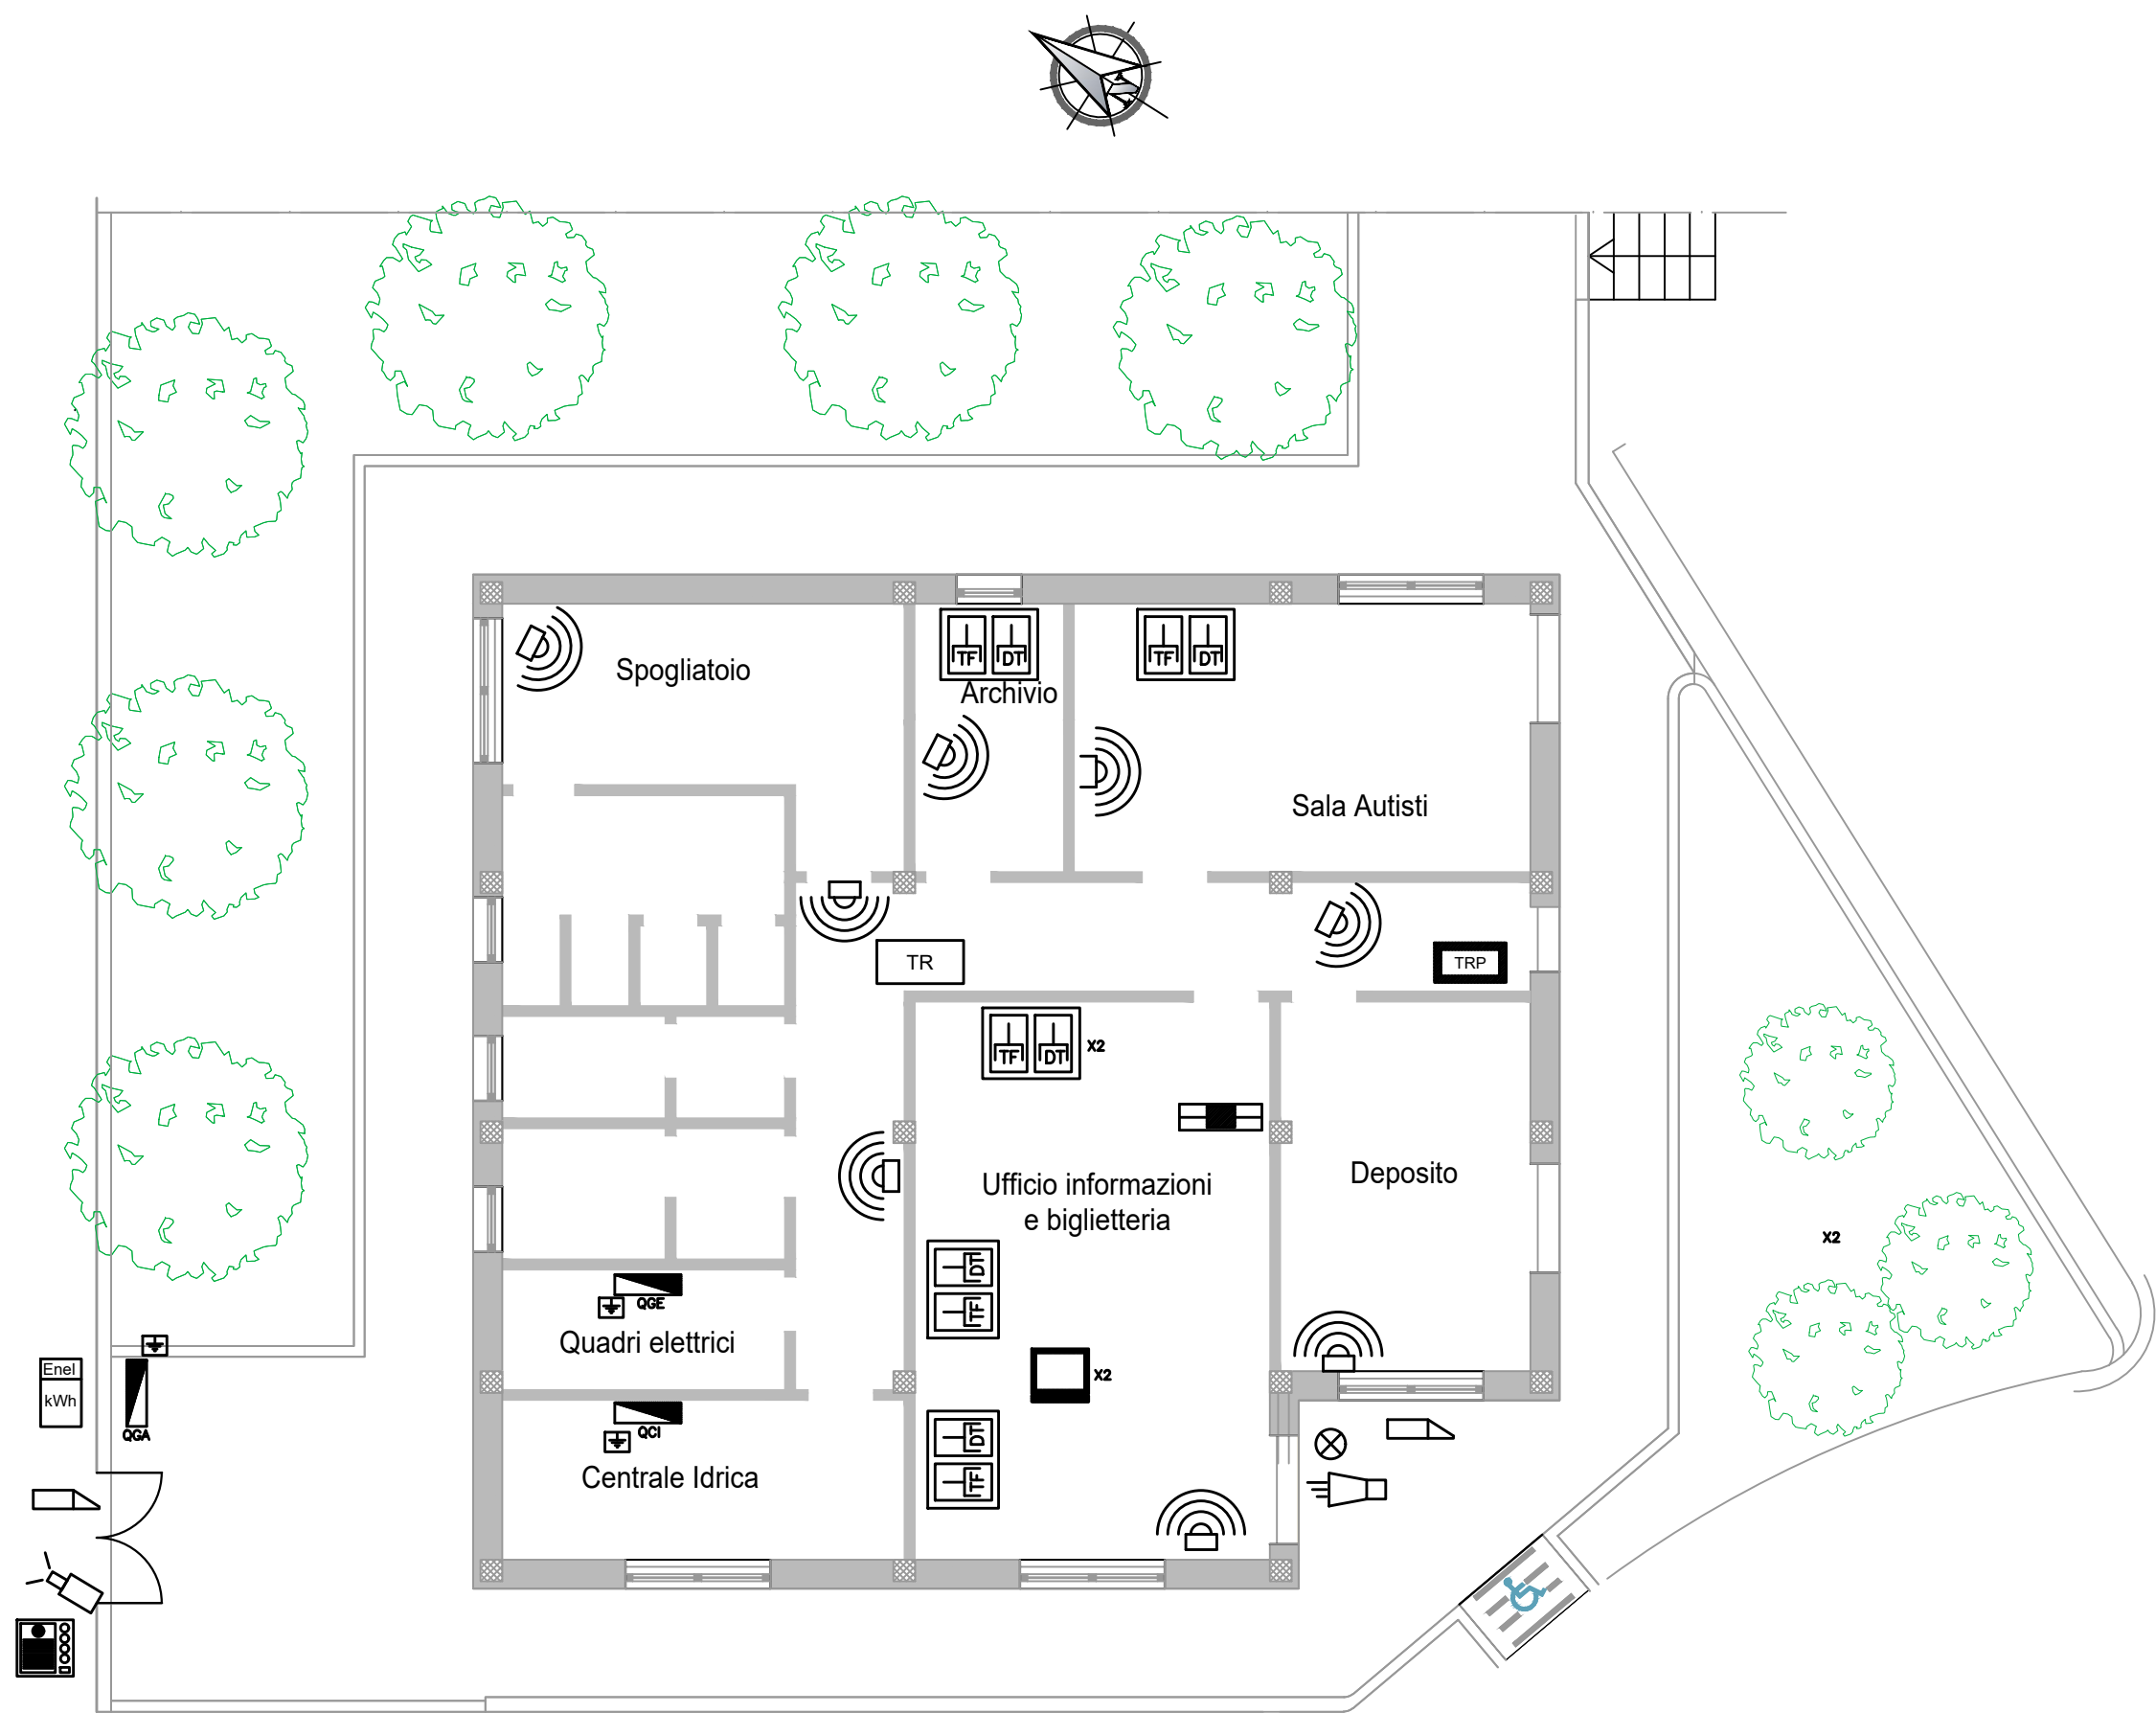 Spogliatoio
TF DT
Archivio
TF DT
Sala Autisti
TR
TRP
TF DT X2
Ufficio informazioni
e biglietteria
Deposito
X2
DT
TF
QGE
Quadri elettrici
Enel
kWh
QGA
X2
QCI
DT
TF
Centrale Idrica